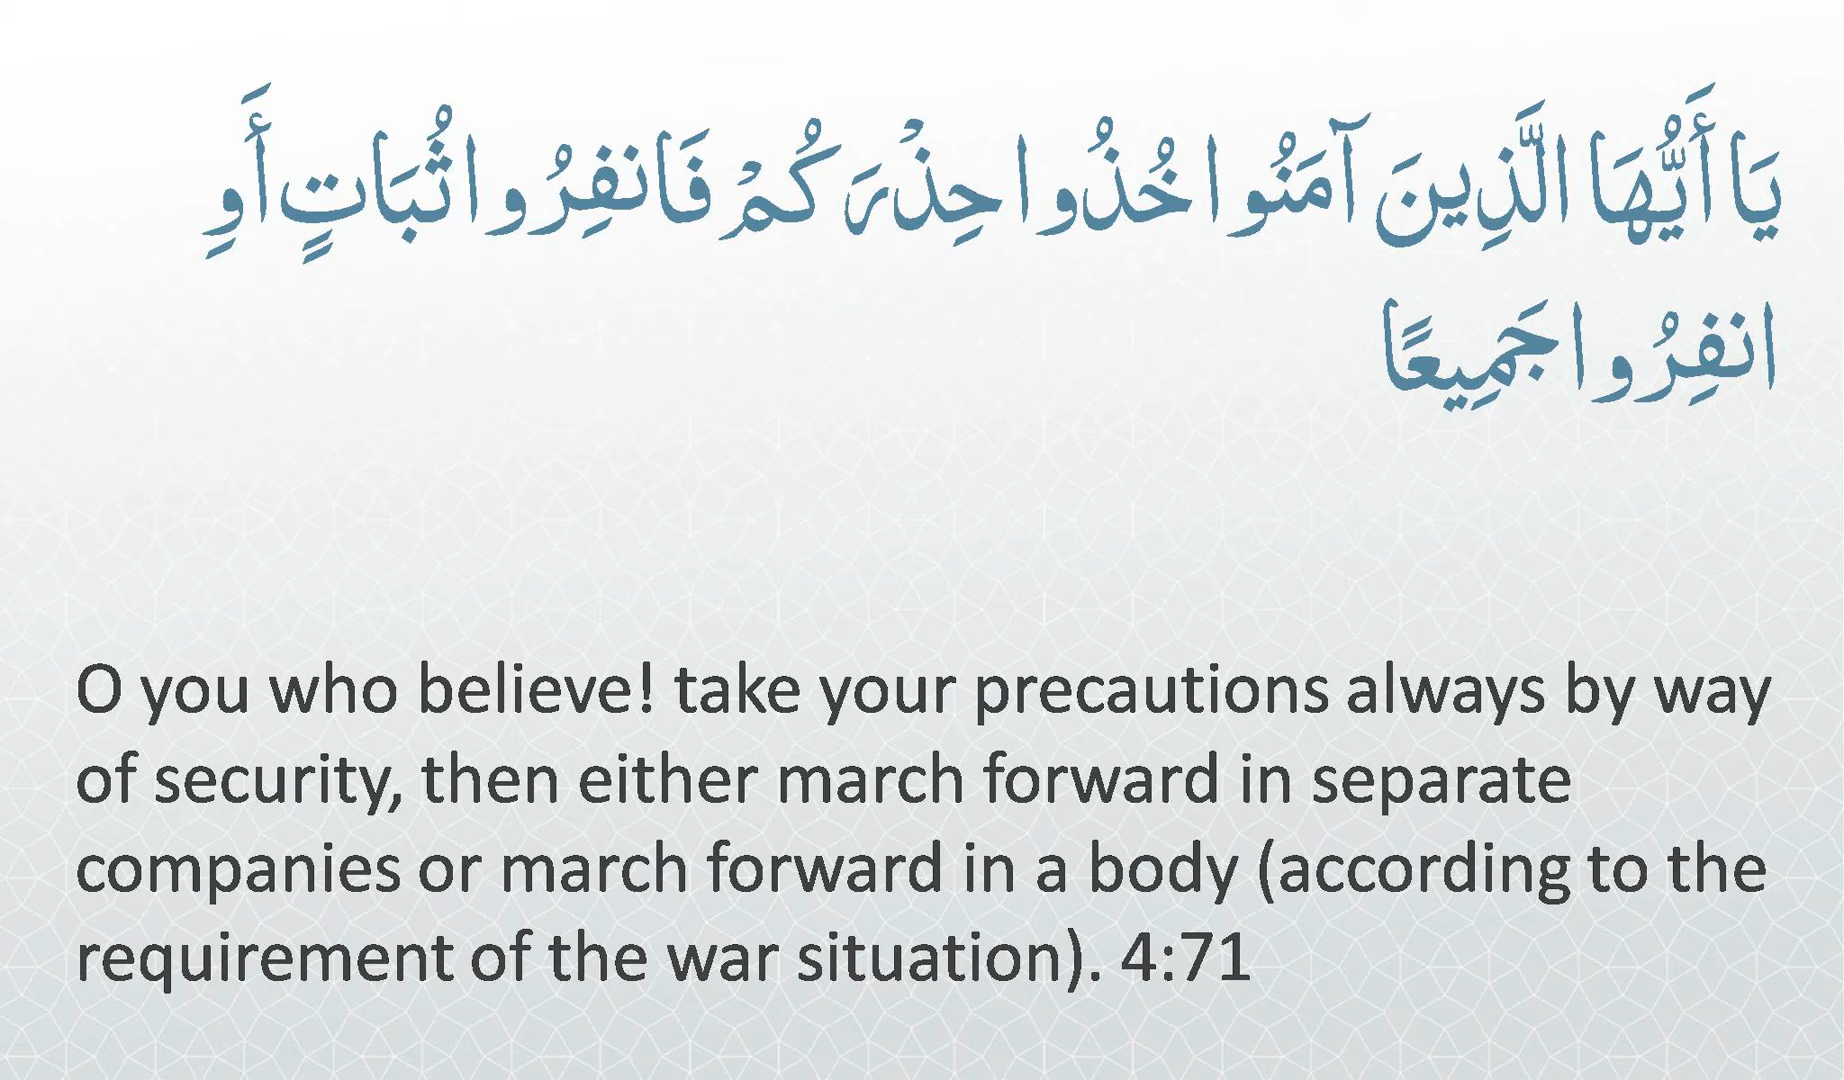 يَا أَيُّهَا الَّذِينَ آمَنُوا خُذُوا حِذْرَكُمْ فَانفِرُوا ثُبَاتٍ أَوِ
انفِرُوا جَمِيعًا
O you who believe! take your precautions always by way
of security, then either march forward in separate
companies or march forward in a body (according to the
requirement of the war situation). 4:71